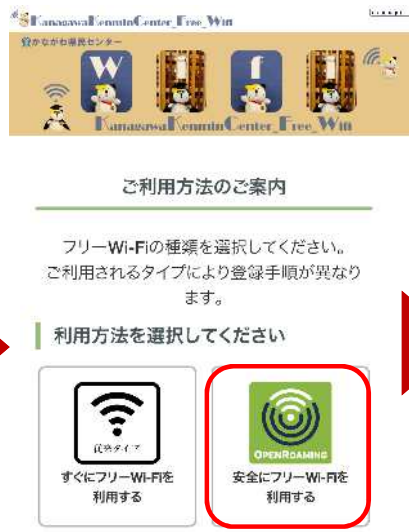 KanagawaKenminCenter_Free_Wifi
かながわ県民センター
W f
KanagawaKenminCenter_Free_Wifi
ご利用方法のご案内
フリーWi-Fiの種類を選択してください。
ご利用されるタイプにより登録手順が異なり
ます。
利用方法を選択してください
従来タイプ
すぐにフリーWi-Fiを
利用する
OPENROAMING
安全にフリーWi-Fiを
利用する